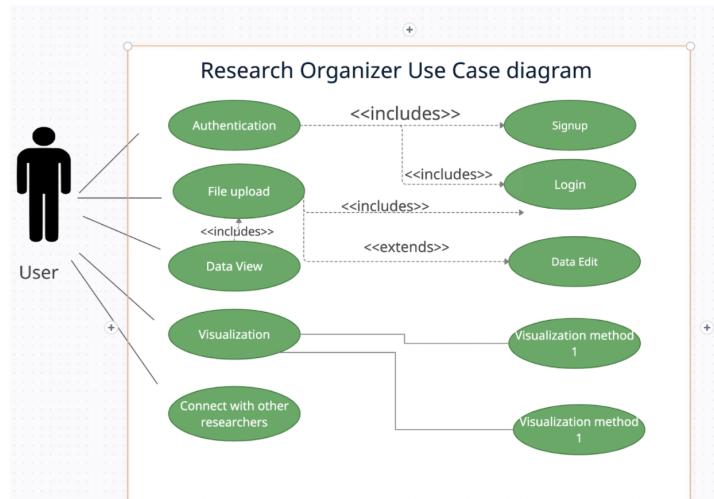 Research Organizer Use Case diagram
Authentication
<<includes>>
Signup
<<includes>>
Login
File upload
<<includes>>
<<includes>>
User
Data View
<<extends>>
Data Edit
Visualization
Visualization method
1
Connect with other
researchers
Visualization method
1